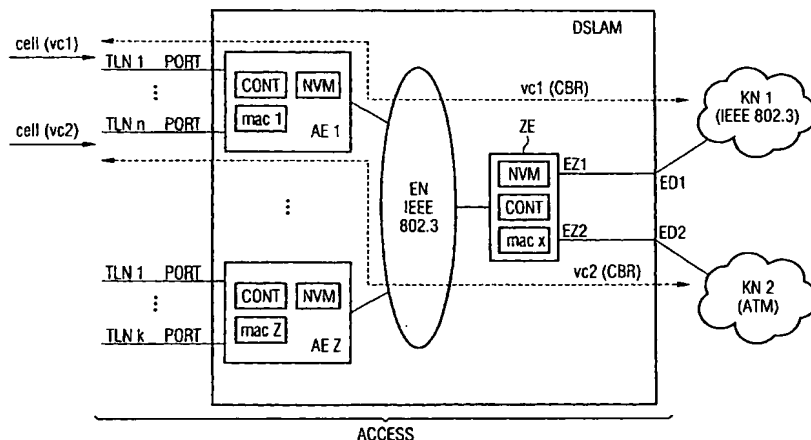 DSLAM
cell (vc1)
TLN 1 PORT
vc1 (CBR)
CONT NVM
KN 1
(IEEE 802.3)
mac 1
AE 1
TLN n PORT
cell (vc2)
ZE
NVM
EZ1
ED1
EN
IEEE
802.3
CONT
mac x
EZ2
ED2
vc2 (CBR)
KN 2
(ATM)
TLN 1 PORT
CONT NVM
mac Z
AE Z
TLN k PORT
ACCESS